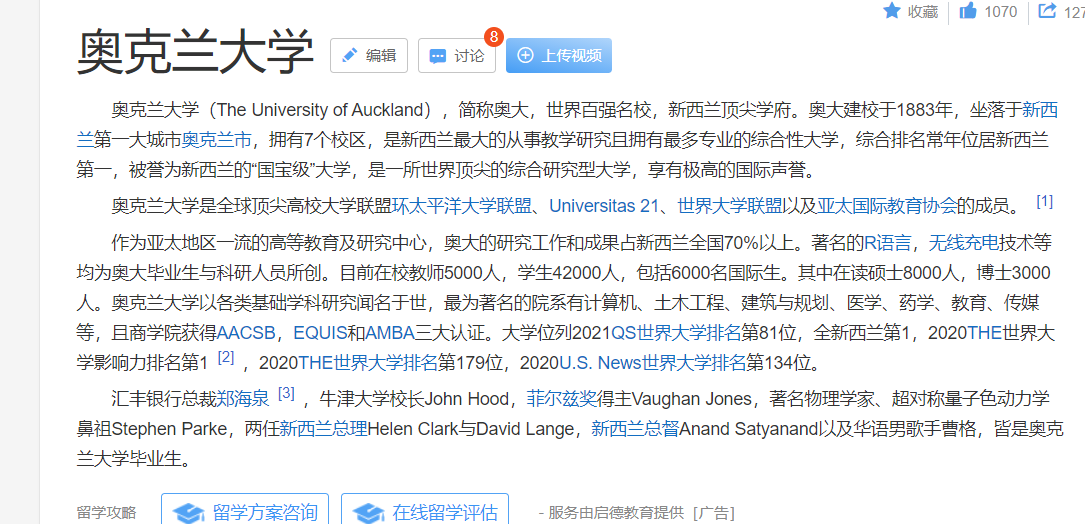 收藏 1070 127
奥克兰大学 编辑 讨论 8 上传视频
奥克兰大学（The University of Auckland），简称奥大，世界百强名校，新西兰顶尖学府。奥大建校于1883年，坐落于新西
兰第一大城市奥克兰市，拥有7个校区，是新西兰最大的从事教学研究且拥有最多专业的综合性大学，综合排名常年位居新西兰
第一，被誉为新西兰的“国宝级”大学，是一所世界顶尖的综合研究型大学，享有极高的国际声誉。
奥克兰大学是全球顶尖高校大学联盟环太平洋大学联盟、Universitas 21、世界大学联盟以及亚太国际教育协会的成员。 [1]
作为亚太地区一流的高等教育及研究中心，奥大的研究工作和成果占新西兰全国70%以上。著名的R语言，无线充电技术等
均为奥大毕业生与科研人员所创。目前在校教师5000人，学生42000人，包括6000名国际生。其中在读硕士8000人，博士3000
人。奥克兰大学以各类基础学科研究闻名于世，最为著名的院系有计算机、土木工程、建筑与规划、医学、药学、教育、传媒
等，且商学院获得AACSB，EQUIS和AMBA三大认证。大学位列2021QS世界大学排名第81位，全新西兰第1，2020THE世界大
学影响力排名第1 [2] ，2020THE世界大学排名第179位，2020U.S. News世界大学排名第134位。
汇丰银行总裁郑海泉 [3] ，牛津大学校长John Hood，菲尔兹奖得主Vaughan Jones，著名物理学家、超对称量子色动力学
鼻祖Stephen Parke，两任新西兰总理Helen Clark与David Lange，新西兰总督Anand Satyanand以及华语男歌手曹格，皆是奥克
兰大学毕业生。
留学攻略 留学方案咨询 在线留学评估 - 服务由启德教育提供 [广告]